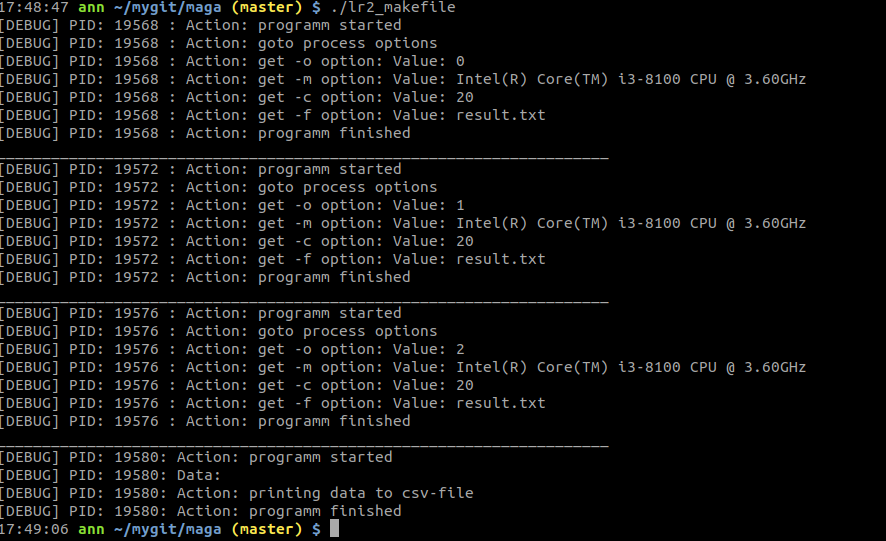 17:48:47 ann ~/mygit/maga (master) $ ./lr2_makefile
[DEBUG] PID: 19568 : Action: programm started
[DEBUG] PID: 19568 : Action: goto process options
[DEBUG] PID: 19568 : Action: get -o option: Value: 0
[DEBUG] PID: 19568 : Action: get -m option: Value: Intel(R) Core(TM) i3-8100 CPU @ 3.60GHz
[DEBUG] PID: 19568 : Action: get -c option: Value: 20
[DEBUG] PID: 19568 : Action: get -f option: Value: result.txt
[DEBUG] PID: 19568 : Action: programm finished
____________________________________________________________________
[DEBUG] PID: 19572 : Action: programm started
[DEBUG] PID: 19572 : Action: goto process options
[DEBUG] PID: 19572 : Action: get -o option: Value: 1
[DEBUG] PID: 19572 : Action: get -m option: Value: Intel(R) Core(TM) i3-8100 CPU @ 3.60GHz
[DEBUG] PID: 19572 : Action: get -c option: Value: 20
[DEBUG] PID: 19572 : Action: get -f option: Value: result.txt
[DEBUG] PID: 19572 : Action: programm finished
____________________________________________________________________
[DEBUG] PID: 19576 : Action: programm started
[DEBUG] PID: 19576 : Action: goto process options
[DEBUG] PID: 19576 : Action: get -o option: Value: 2
[DEBUG] PID: 19576 : Action: get -m option: Value: Intel(R) Core(TM) i3-8100 CPU @ 3.60GHz
[DEBUG] PID: 19576 : Action: get -c option: Value: 20
[DEBUG] PID: 19576 : Action: get -f option: Value: result.txt
[DEBUG] PID: 19576 : Action: programm finished
____________________________________________________________________
[DEBUG] PID: 19580: Action: programm started
[DEBUG] PID: 19580: Data:
[DEBUG] PID: 19580: Action: printing data to csv-file
[DEBUG] PID: 19580: Action: programm finished
17:49:06 ann ~/mygit/maga (master) $